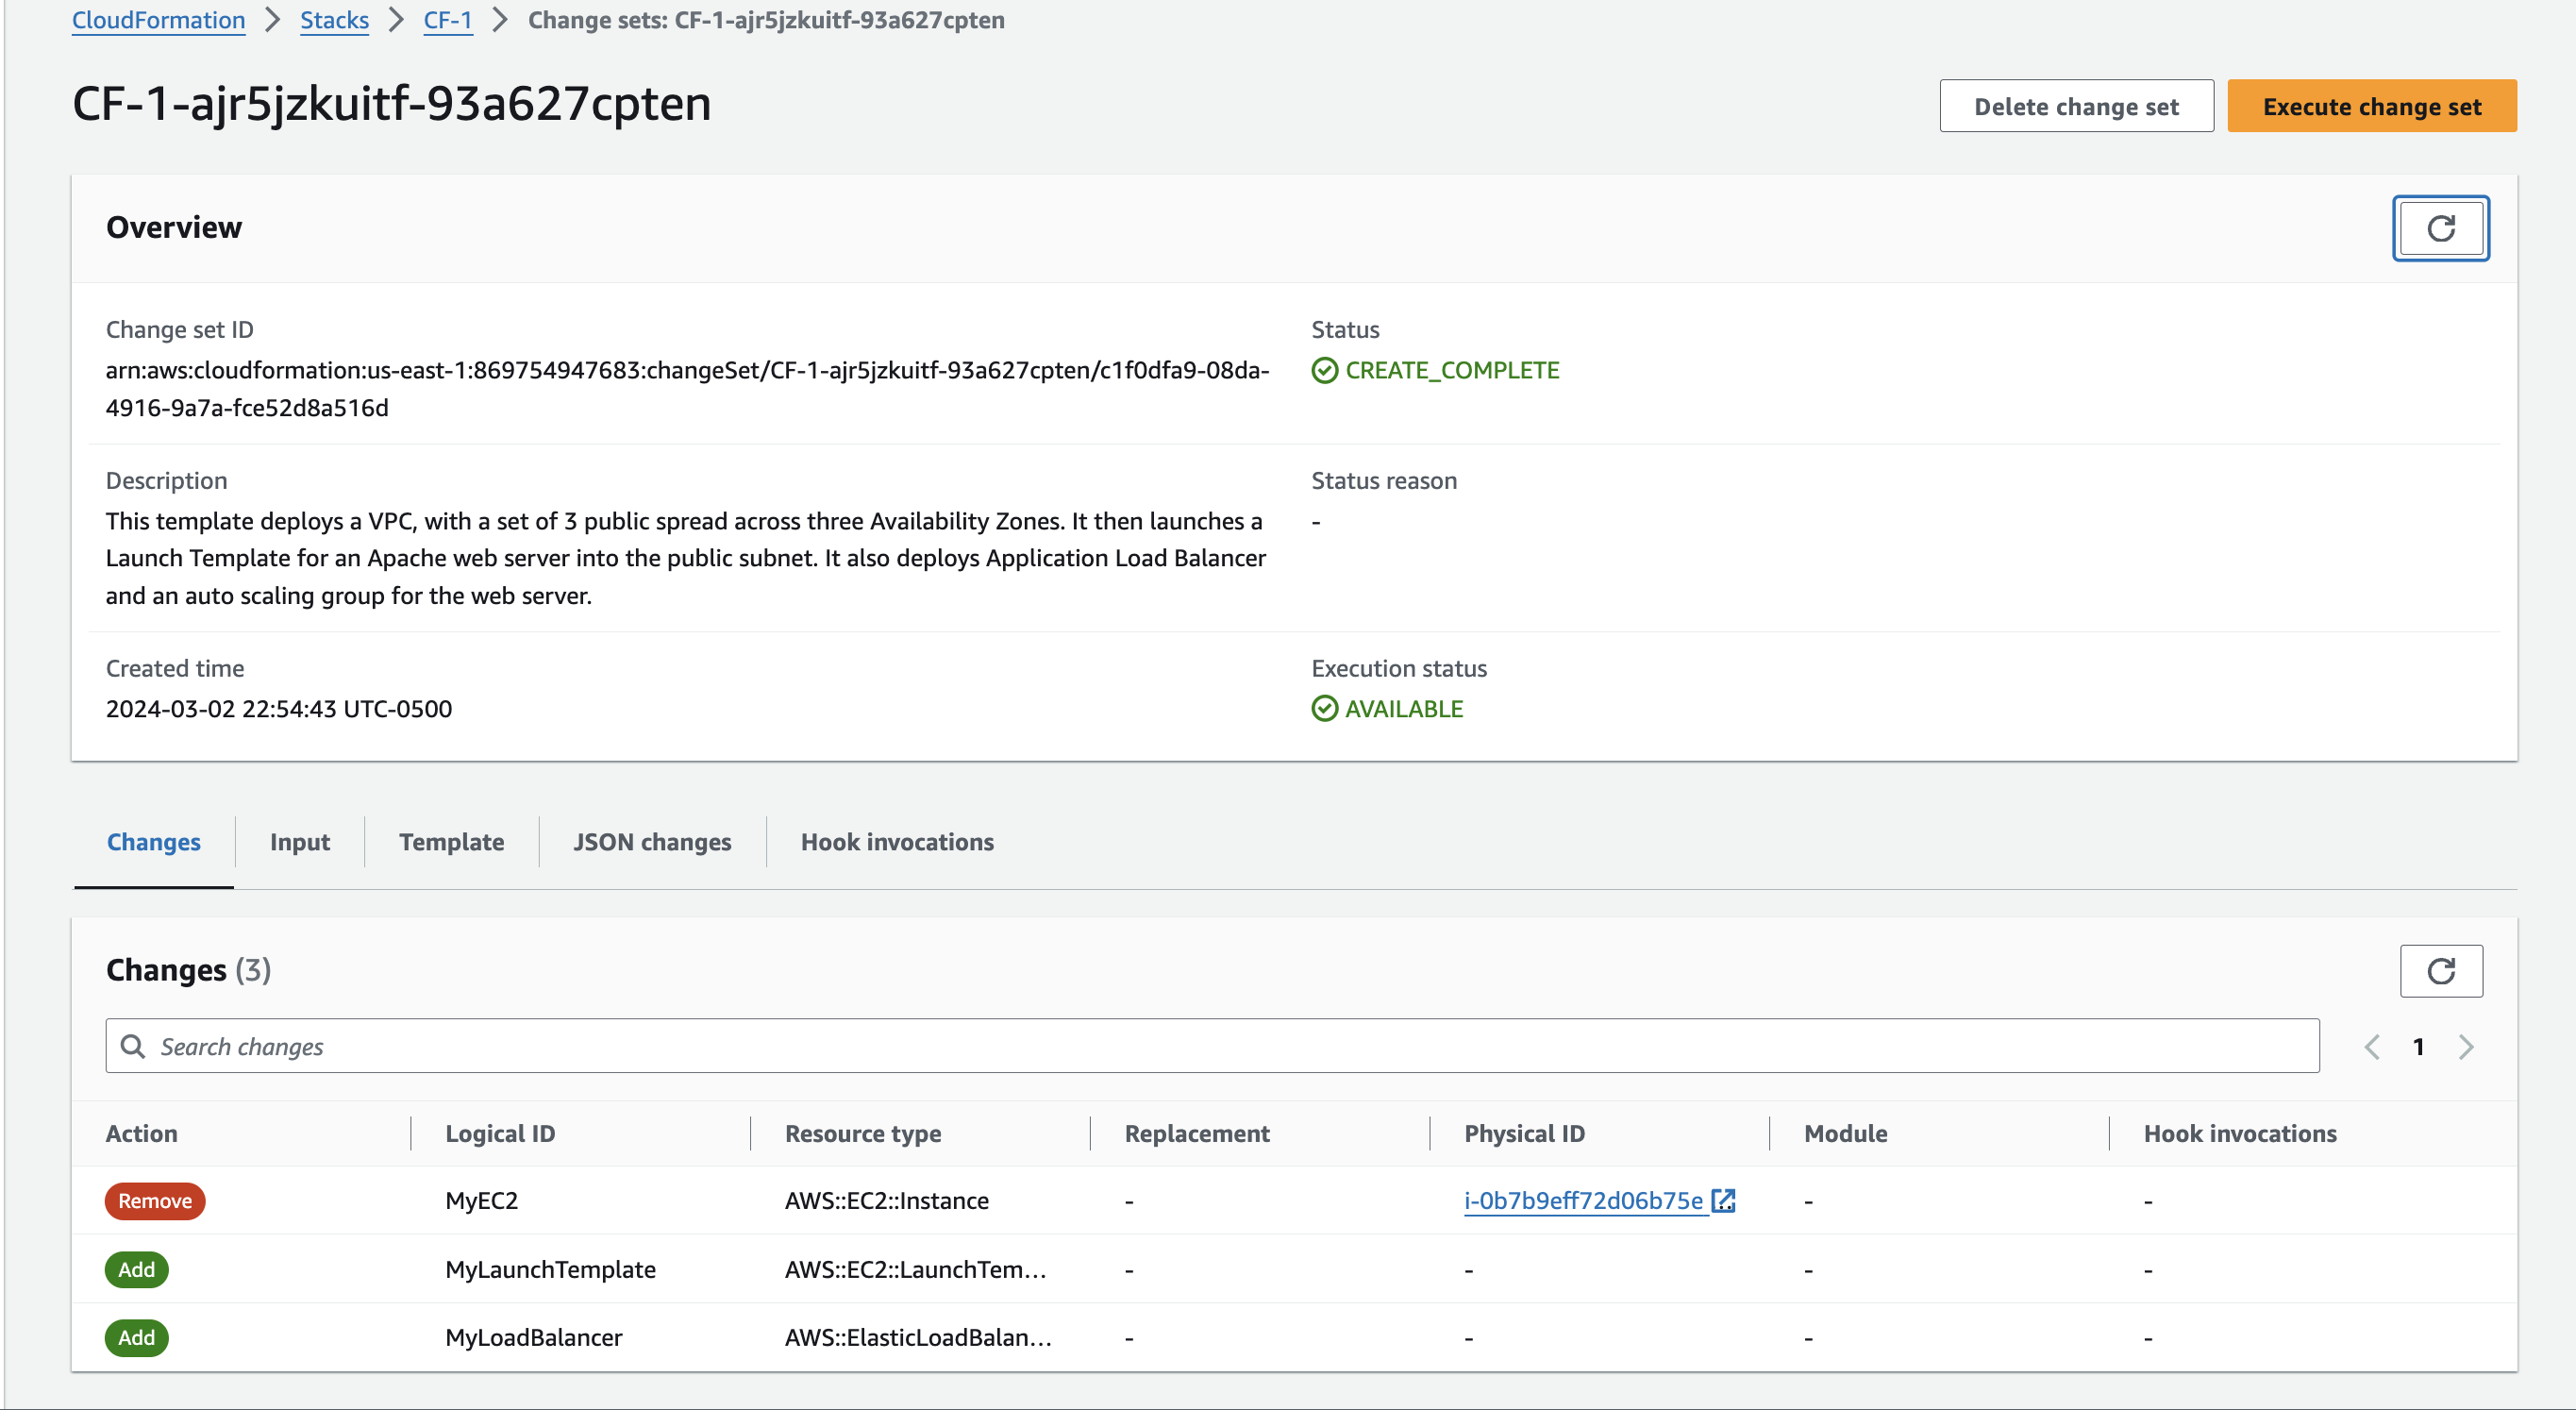 CloudFormation > Stacks > CF-1 > Change sets: CF-1-ajr5jzkuitf-93a627cpten
CF-1-ajr5jzkuitf-93a627cpten
Delete change set
Execute change set
Overview
Change set ID
arn:aws:cloudformation:us-east-1:869754947683:changeSet/CF-1-ajr5jzkuitf-93a627cpten/c1f0dfa9-08da-
4916-9a7a-fce52d8a516d
Status
CREATE_COMPLETE
Description
This template deploys a VPC, with a set of 3 public spread across three Availability Zones. It then launches a
Launch Template for an Apache web server into the public subnet. It also deploys Application Load Balancer
and an auto scaling group for the web server.
Status reason
-
Created time
2024-03-02 22:54:43 UTC-0500
Execution status
AVAILABLE
Changes Input Template JSON changes Hook invocations
Changes (3)
Search changes
< 1 >
Action Logical ID Resource type Replacement Physical ID Module Hook invocations
Remove MyEC2 AWS::EC2::Instance - i-0b7b9eff72d06b75e - -
Add MyLaunchTemplate AWS::EC2::LaunchTem... - - - -
Add MyLoadBalancer AWS::ElasticLoadBalan... - - - -